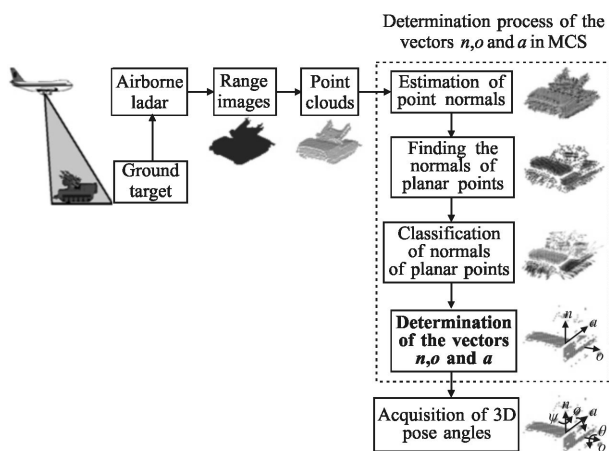 Determination process of the
vectors n,o and a in MCS
Airborne
ladar
Range
images
Point
clouds
Estimation of
point normals
Ground
target
Finding the
normals of
planar points
Classification
of normals
of planar points
Determination
of the vectors
n,o and a
n
a
o
Acquisition of 3D
pose angles
n
φ
a
ψ
θ
o